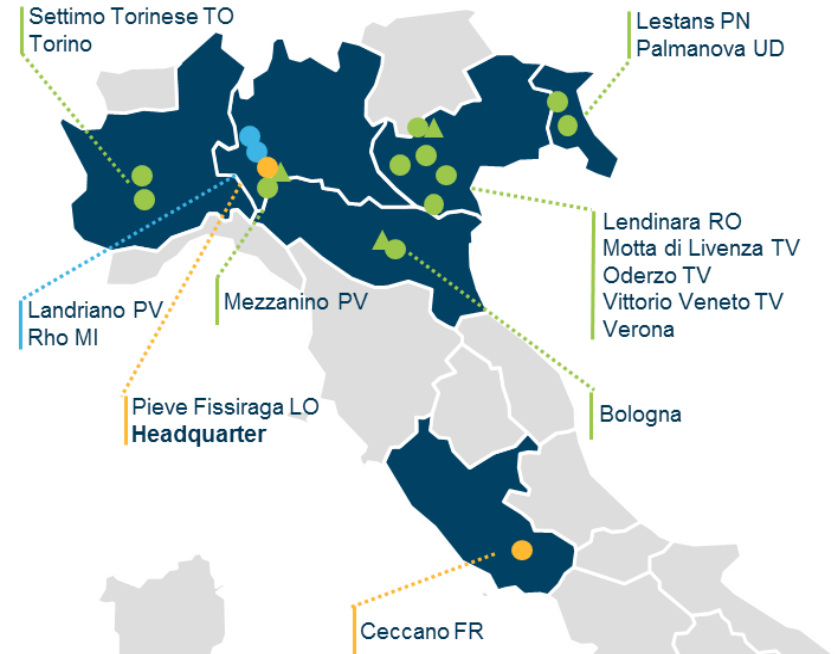 Settimo Torinese TO
Torino
Lestans PN
Palmanova UD
Lendinara RO
Motta di Livenza TV
Oderzo TV
Vittorio Veneto TV
Verona
Landriano PV
Rho MI
Mezzanino PV
Pieve Fissiraga LO
Headquarter
Bologna
Ceccano FR